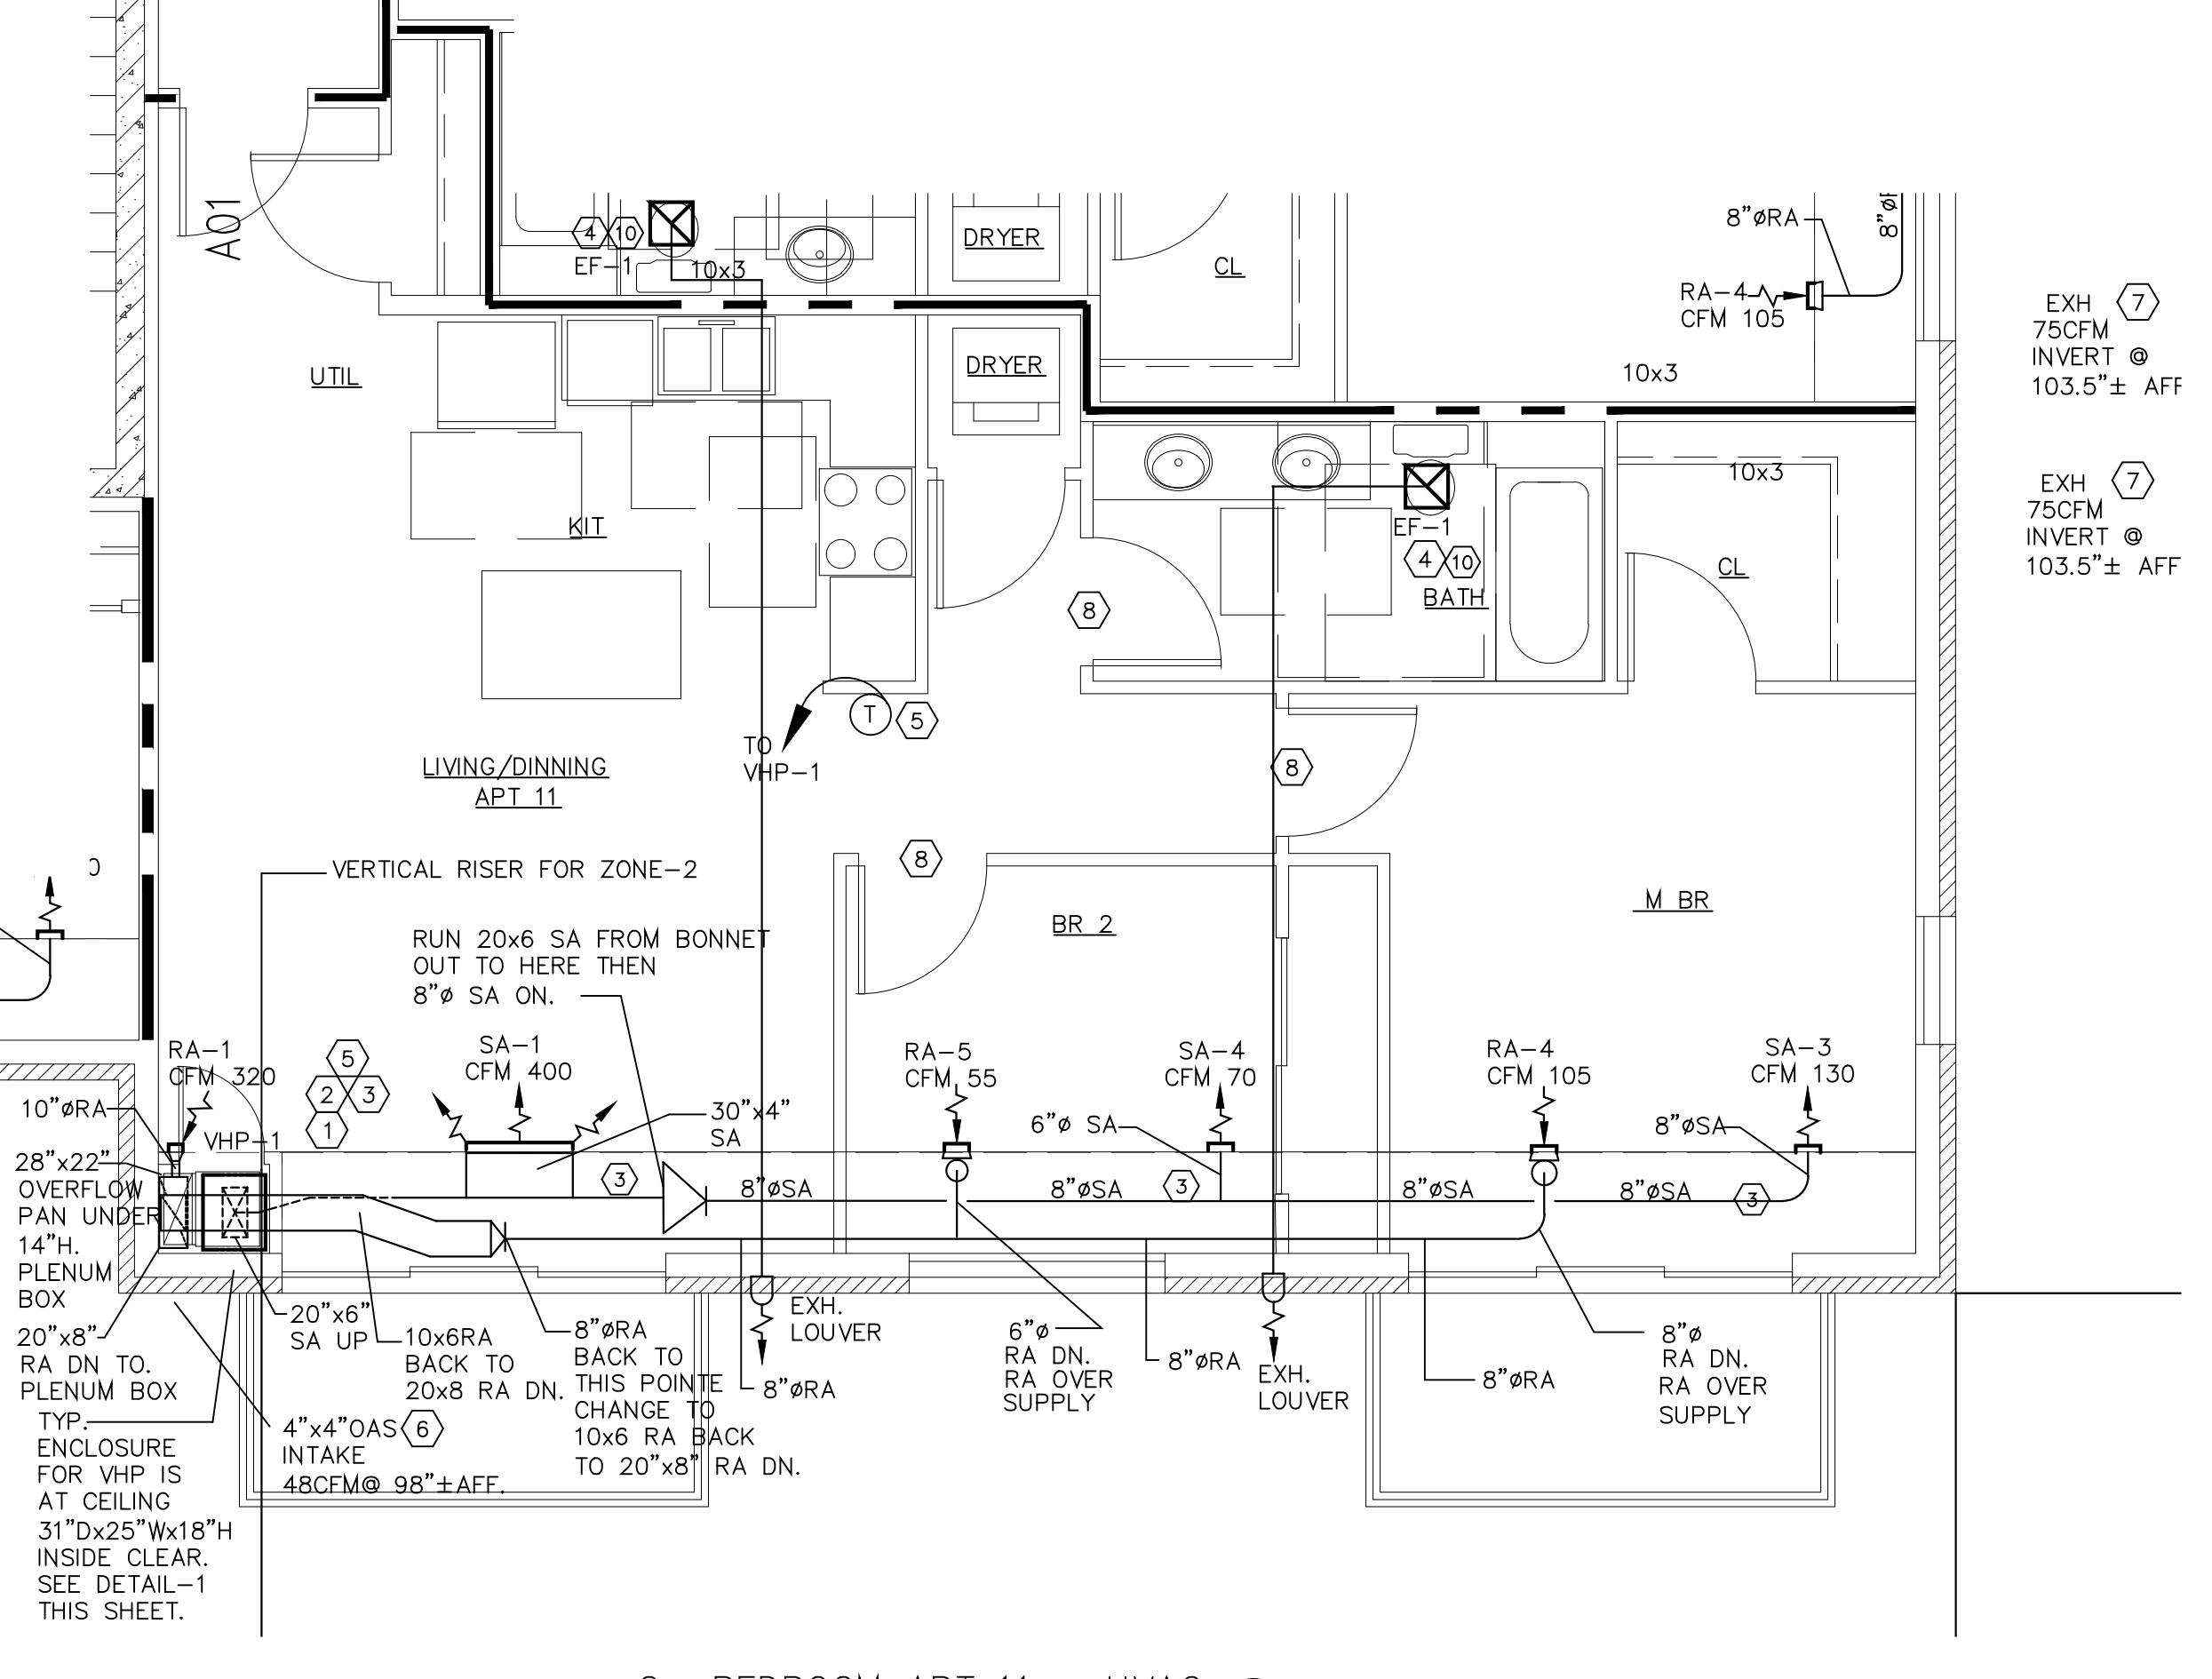 A01
4
10
EF-1
10x3
DRYER
CL
8"øRA
RA-4
CFM 105
10x3
EXH 7
75CFM
INVERT @
103.5"± AFF
UTIL
DRYER
10x3
EXH 7
75CFM
INVERT @
103.5"± AFF
KIT
EF-1
4
10
BATH
CL
8
T
5
TO
VHP-1
LIVING/DINNING
APT 11
8
8
VERTICAL RISER FOR ZONE-2
BR 2
M BR
RUN 20x6 SA FROM BONNET
OUT TO HERE THEN
8"ø SA ON.
RA-1
CFM 320
5
2
3
1
SA-1
CFM 400
RA-5
CFM 55
SA-4
CFM 70
RA-4
CFM 105
SA-3
CFM 130
10"øRA
VHP-1
30"x4"
SA
6"ø SA
8"øSA
28"x22"
OVERFLOW
PAN UNDER
14"H.
PLENUM
BOX
3
8"øSA
8"øSA
3
8"øSA
8"øSA
3
20"x8"
RA DN TO.
PLENUM BOX
20"x6"
SA UP
10x6RA
BACK TO
20x8 RA DN.
8"øRA
BACK TO
THIS POINTE
CHANGE TO
10x6 RA BACK
TO 20"x8" RA DN.
EXH.
LOUVER
8"øRA
6"ø
RA DN.
RA OVER
SUPPLY
8"øRA
EXH.
LOUVER
8"øRA
8"ø
RA DN.
RA OVER
SUPPLY
TYP.
ENCLOSURE
FOR VHP IS
AT CEILING
31"Dx25"Wx18"H
INSIDE CLEAR.
SEE DETAIL-1
THIS SHEET.
4"x4"OAS 6
INTAKE
48CFM@ 98"±AFF.